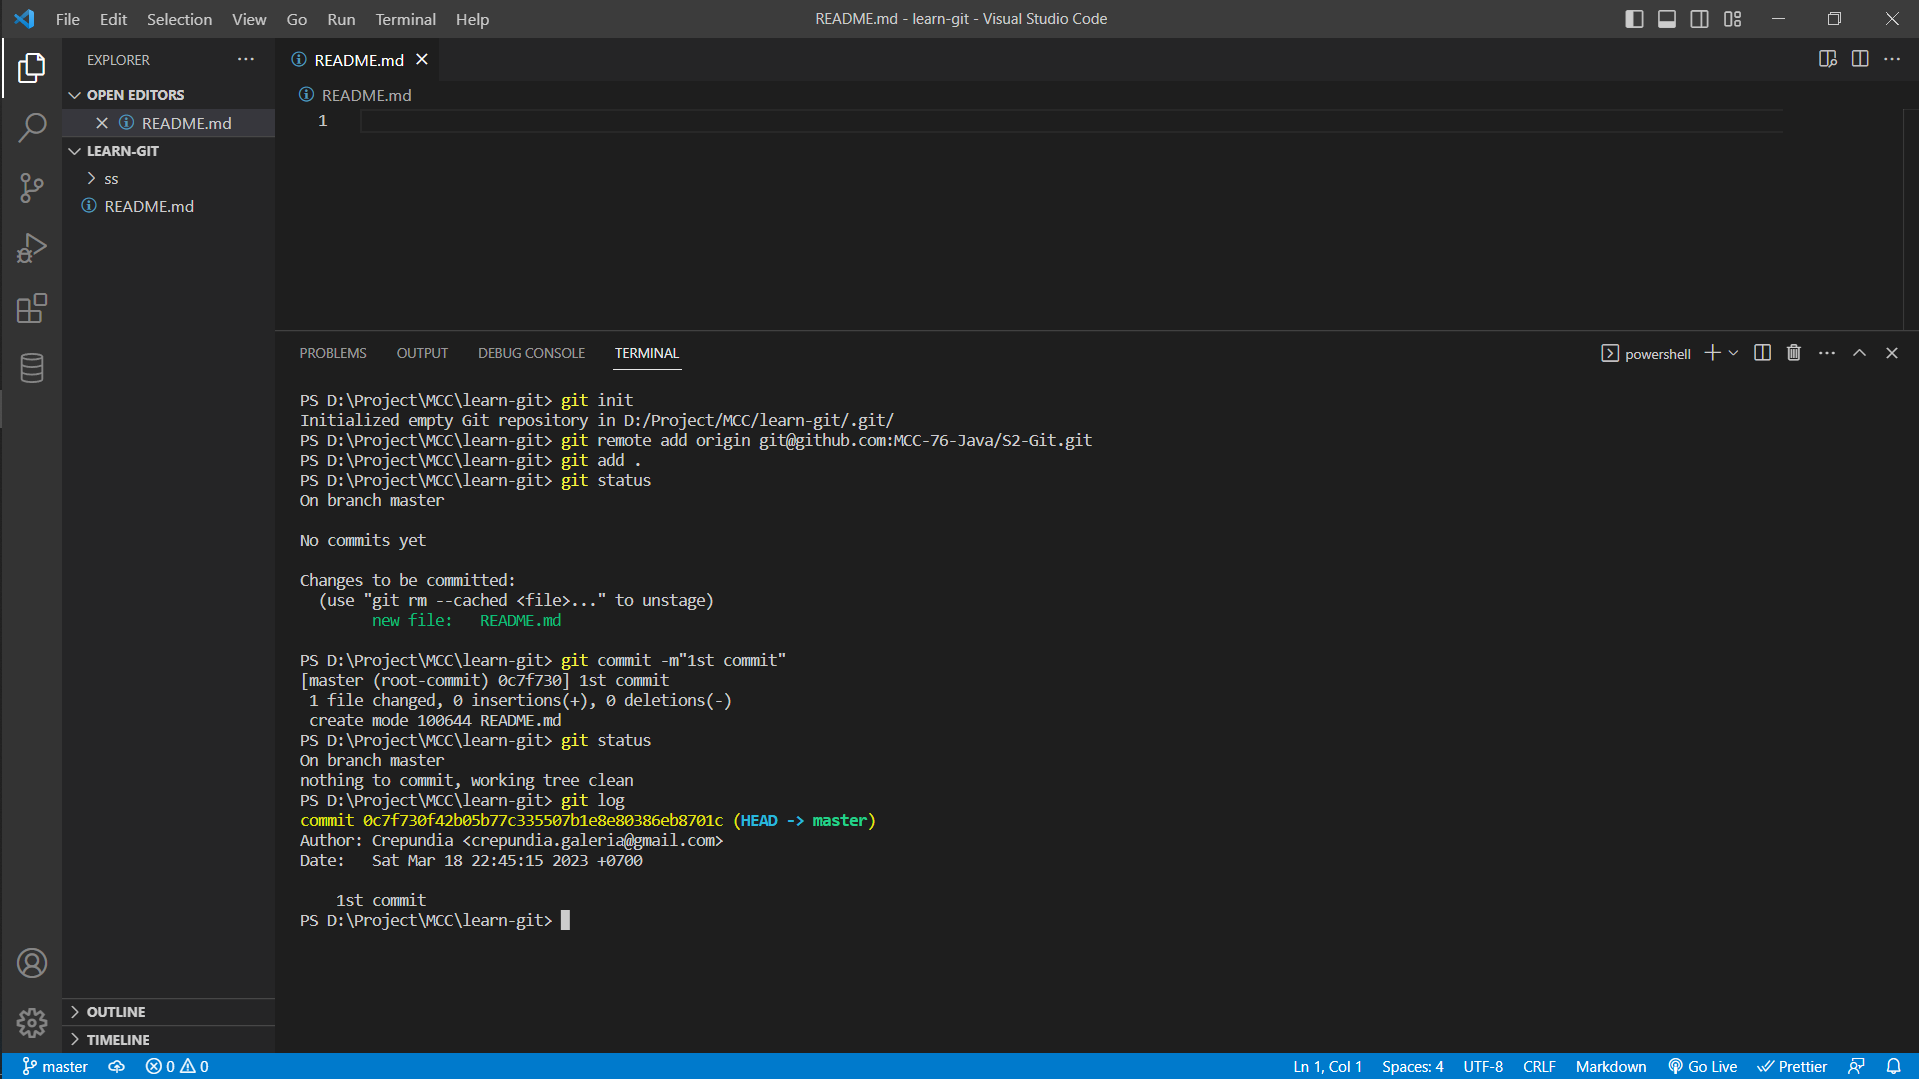 File Edit Selection View Go Run Terminal Help
README.md - learn-git - Visual Studio Code
EXPLORER
OPEN EDITORS
README.md
LEARN-GIT
ss
README.md
README.md
README.md
1
PROBLEMS OUTPUT DEBUG CONSOLE TERMINAL
powershell
PS D:\Project\MCC\learn-git> git init
Initialized empty Git repository in D:/Project/MCC/learn-git/.git/
PS D:\Project\MCC\learn-git> git remote add origin git@github.com:MCC-76-Java/S2-Git.git
PS D:\Project\MCC\learn-git> git add .
PS D:\Project\MCC\learn-git> git status
On branch master
No commits yet
Changes to be committed:
(use "git rm --cached <file>..." to unstage)
new file:   README.md
PS D:\Project\MCC\learn-git> git commit -m"1st commit"
[master (root-commit) 0c7f730] 1st commit
1 file changed, 0 insertions(+), 0 deletions(-)
create mode 100644 README.md
PS D:\Project\MCC\learn-git> git status
On branch master
nothing to commit, working tree clean
PS D:\Project\MCC\learn-git> git log
commit 0c7f730f42b05b77c335507b1e8e80386eb8701c (HEAD -> master)
Author: Crepundia <crepundia.galeria@gmail.com>
Date:   Sat Mar 18 22:45:15 2023 +0700
1st commit
PS D:\Project\MCC\learn-git>
OUTLINE
TIMELINE
master 0 0
Ln 1, Col 1 Spaces: 4 UTF-8 CRLF Markdown Go Live Prettier